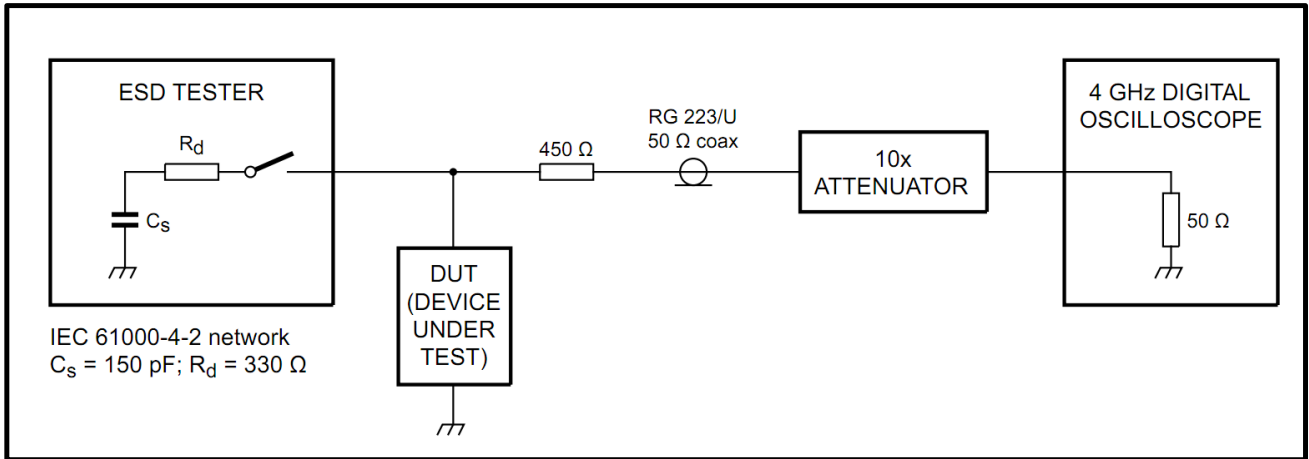 ESD TESTER
Rd
Cs
IEC 61000-4-2 network
Cs = 150 pF; Rd = 330 Ω
450 Ω
RG 223/U
50 Ω coax
DUT
(DEVICE
UNDER
TEST)
10x
ATTENUATOR
4 GHz DIGITAL
OSCILLOSCOPE
50 Ω